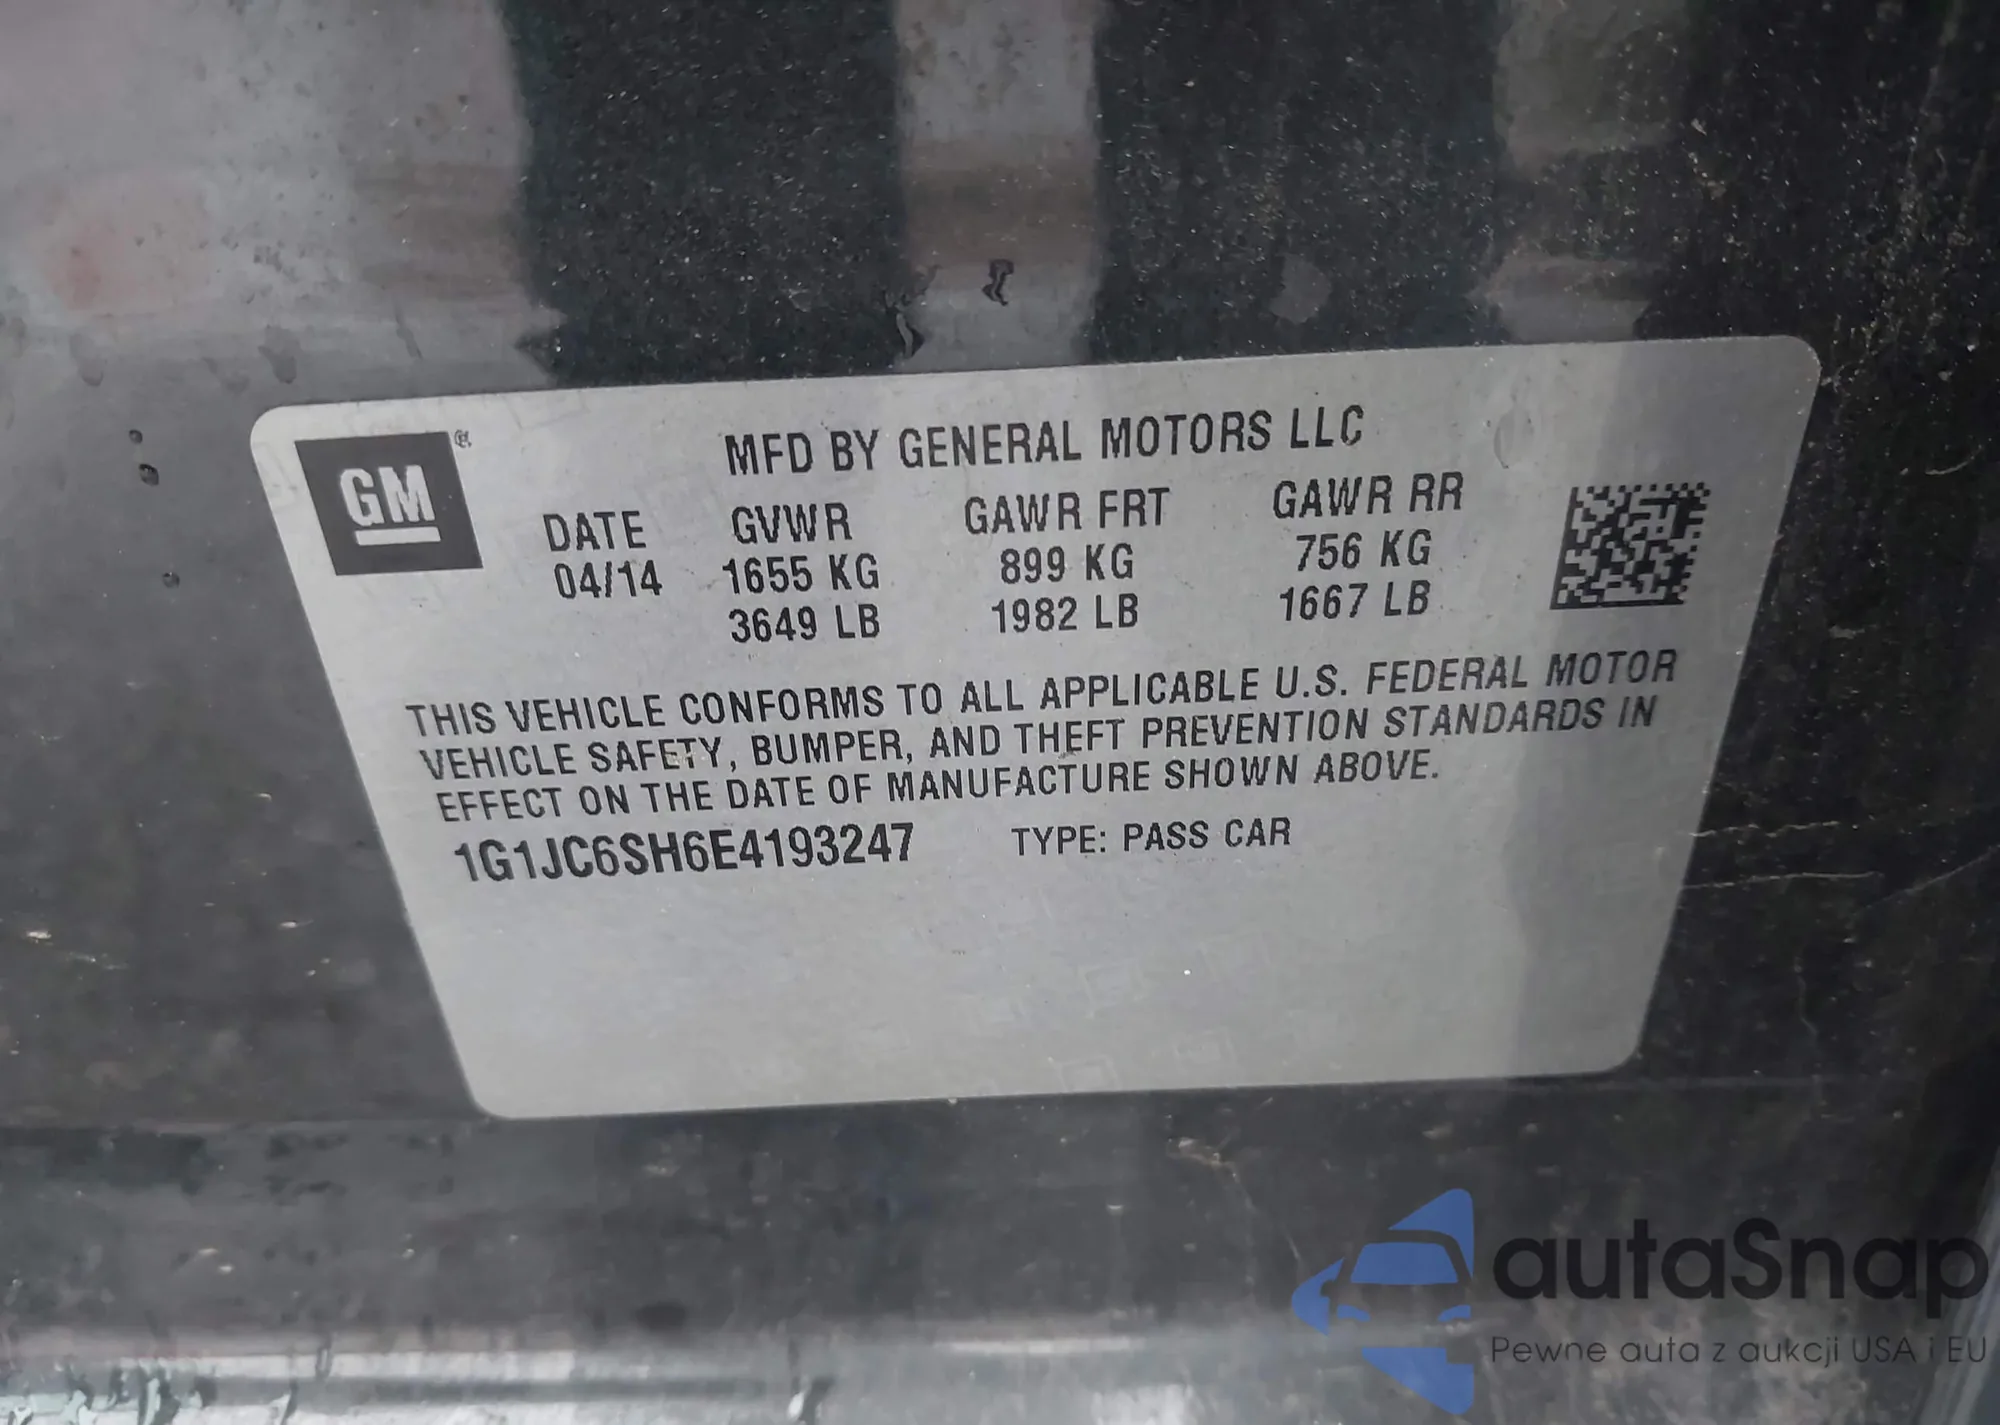 GM ®
MFD BY GENERAL MOTORS LLC
DATE GVWR GAWR FRT GAWR RR
04/14 1655 KG 899 KG 756 KG
3649 LB 1982 LB 1667 LB
THIS VEHICLE CONFORMS TO ALL APPLICABLE U.S. FEDERAL MOTOR
VEHICLE SAFETY, BUMPER, AND THEFT PREVENTION STANDARDS IN
EFFECT ON THE DATE OF MANUFACTURE SHOWN ABOVE.
1G1JC6SH6E4193247 TYPE: PASS CAR
autaSnap
Pewne auta z aukcji USA i EU